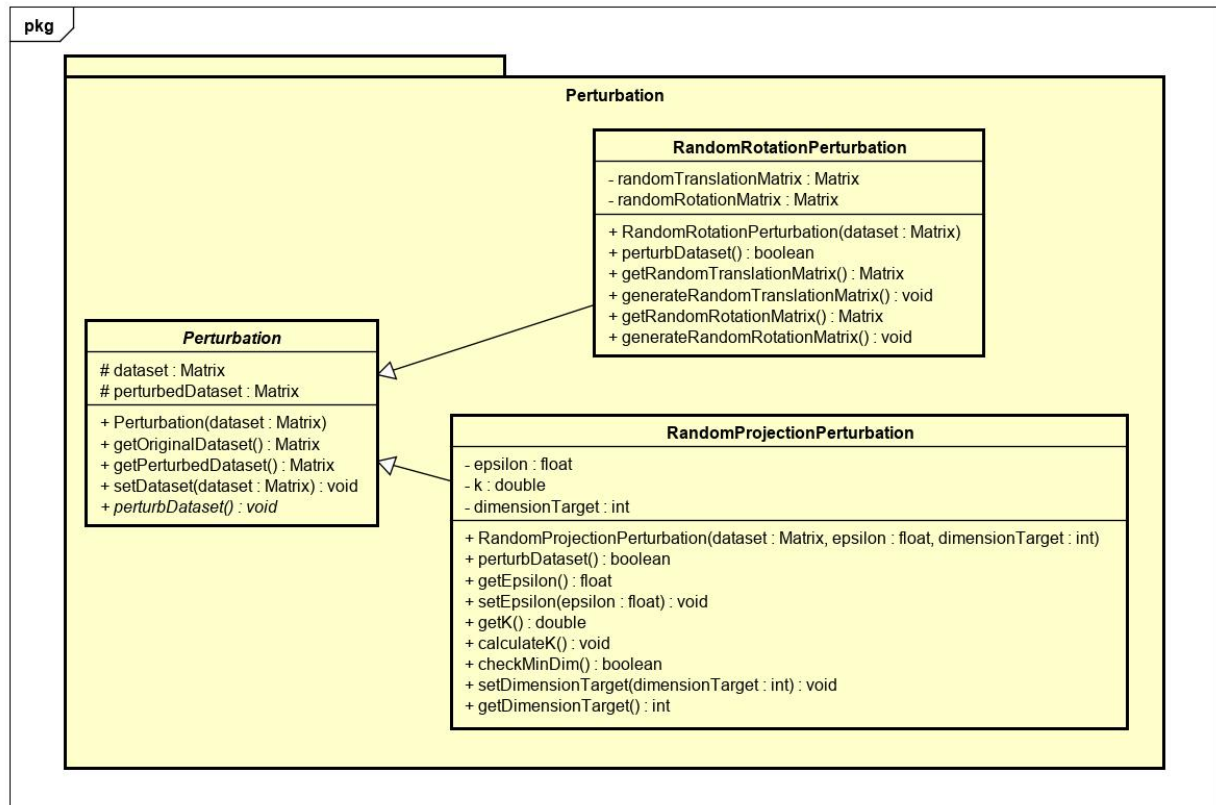 pkg
Perturbation
RandomRotationPerturbation
- randomTranslationMatrix : Matrix
- randomRotationMatrix : Matrix
+ RandomRotationPerturbation(dataset : Matrix)
+ perturbDataset() : boolean
+ getRandomTranslationMatrix() : Matrix
+ generateRandomTranslationMatrix() : void
+ getRandomRotationMatrix() : Matrix
+ generateRandomRotationMatrix() : void
Perturbation
# dataset : Matrix
# perturbedDataset : Matrix
+ Perturbation(dataset : Matrix)
+ getOriginalDataset() : Matrix
+ getPerturbedDataset() : Matrix
+ setDataset(dataset : Matrix) : void
+ perturbDataset() : void
RandomProjectionPerturbation
- epsilon : float
- k : double
- dimensionTarget : int
+ RandomProjectionPerturbation(dataset : Matrix, epsilon : float, dimensionTarget : int)
+ perturbDataset() : boolean
+ getEpsilon() : float
+ setEpsilon(epsilon : float) : void
+ getK() : double
+ calculateK() : void
+ checkMinDim() : boolean
+ setDimensionTarget(dimensionTarget : int) : void
+ getDimensionTarget() : int